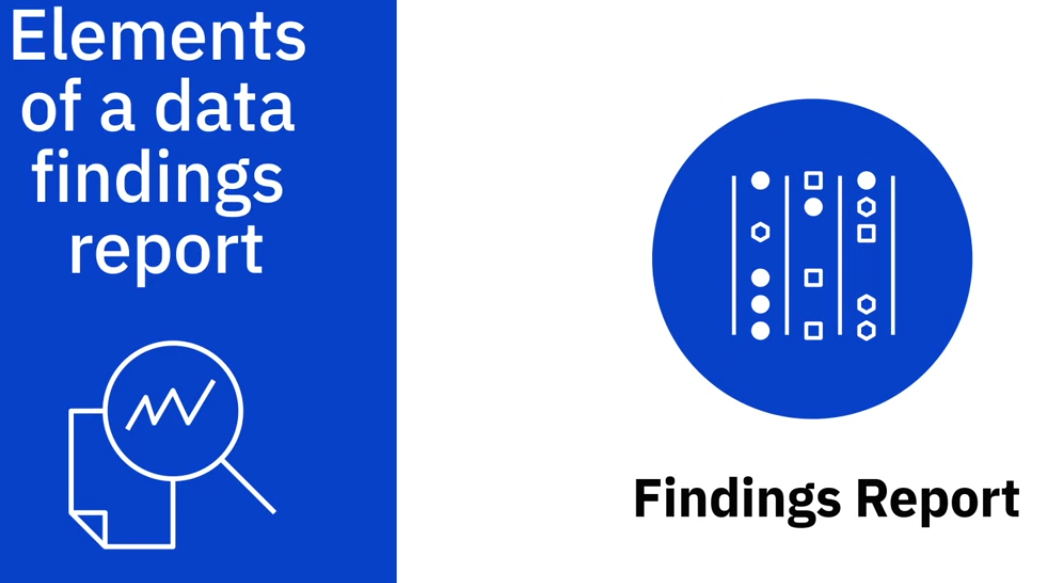 Elements
of a data
findings
report
Findings Report